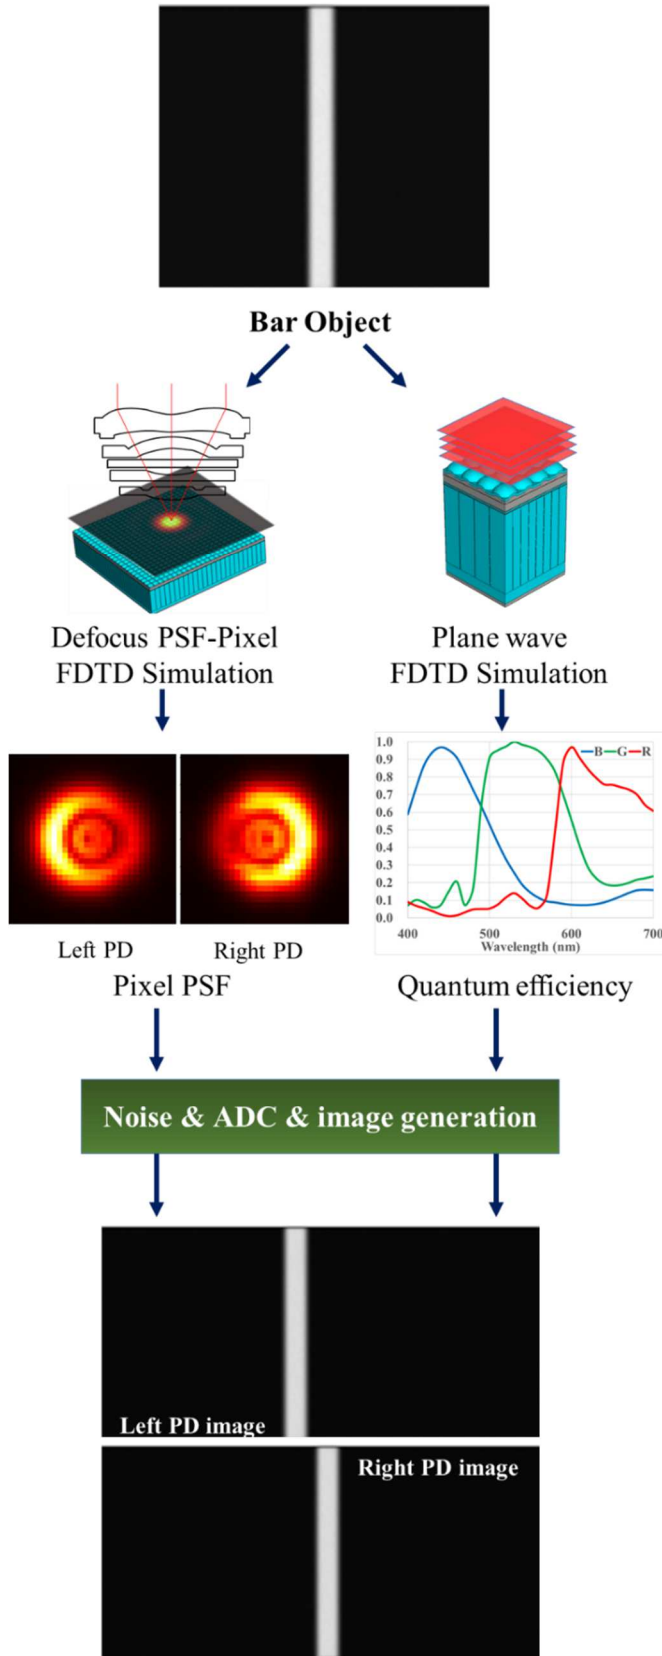 Bar Object
Defocus PSF-Pixel
FDTD Simulation
Plane wave
FDTD Simulation
1.0
0.9
0.8
0.7
0.6
0.5
0.4
0.3
0.2
0.1
0.0
B G R
400 500 600 700
Wavelength (nm)
Left PD
Right PD
Pixel PSF
Quantum efficiency
Noise & ADC & image generation
Left PD image
Right PD image